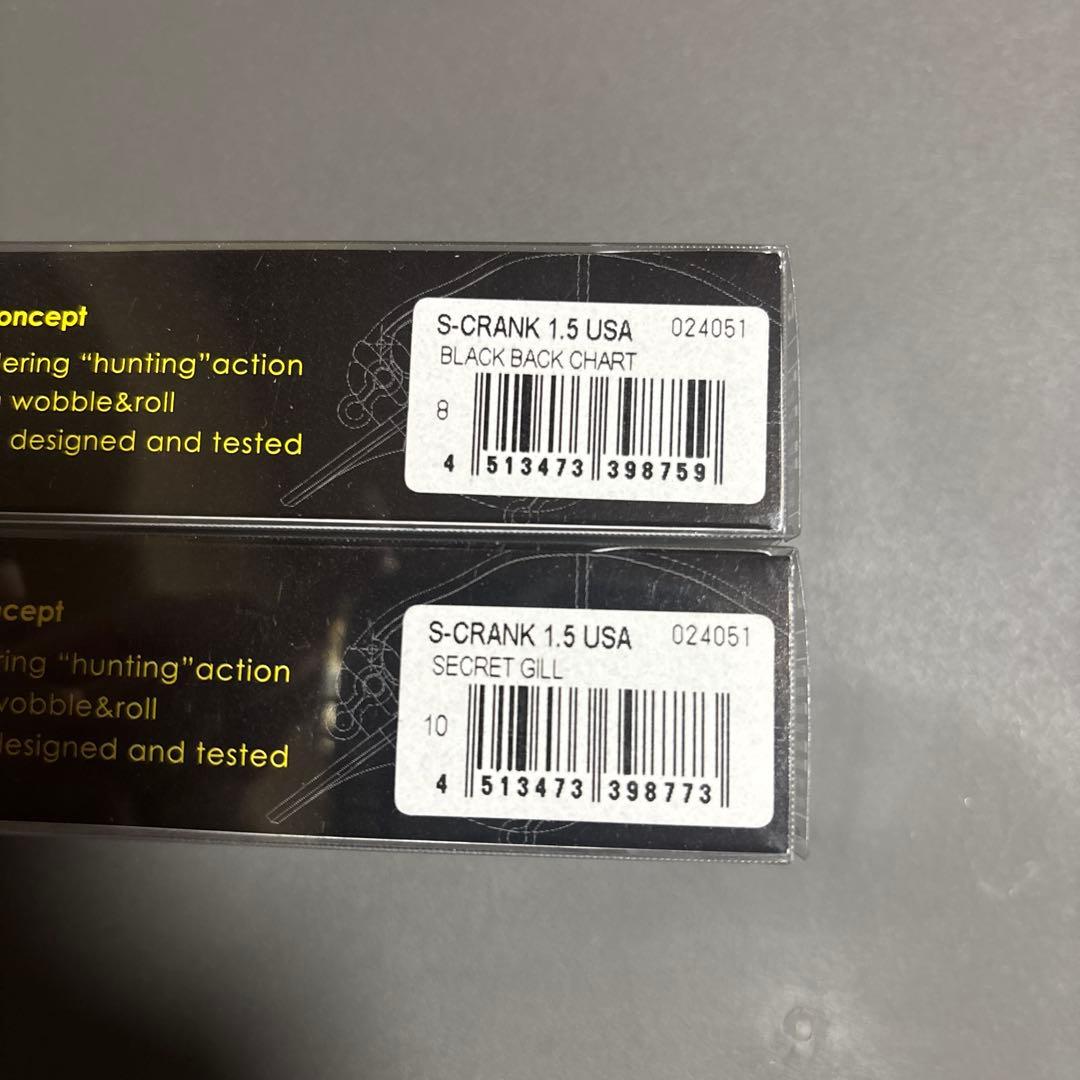 oncept
ering “hunting”action
wobble&roll
designed and tested
S-CRANK 1.5 USA 024051
BLACK BACK CHART
8
4 513473 398759
cept
ring “hunting”action
wobble&roll
designed and tested
S-CRANK 1.5 USA 024051
SECRET GILL
10
4 513473 398773